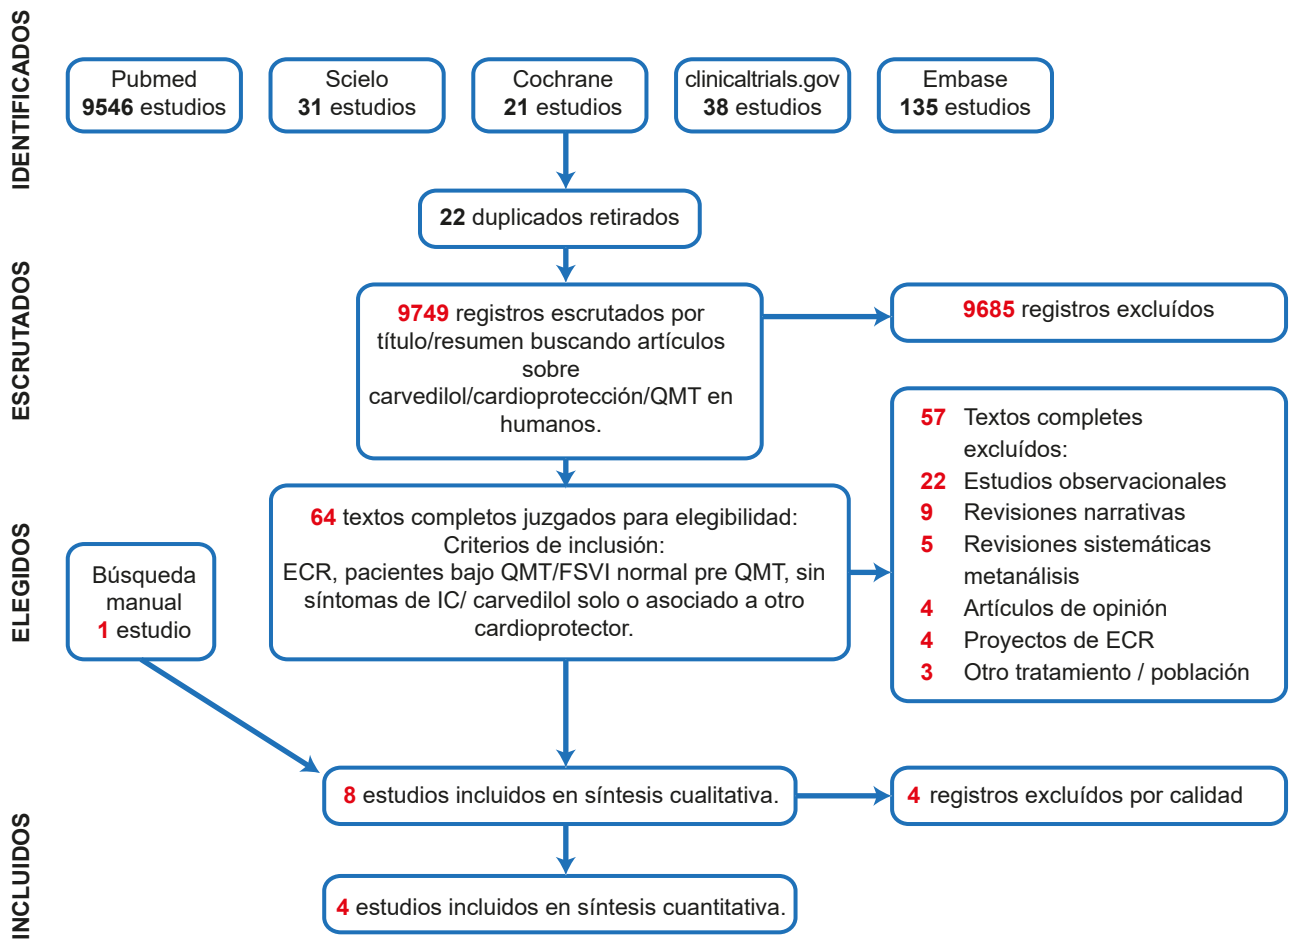 IDENTIFICADOS
Pubmed
9546 estudios
Scielo
31 estudios
Cochrane
21 estudios
clinicaltrials.gov
38 estudios
Embase
135 estudios
22 duplicados retirados
ESCRUTADOS
9749 registros escrutados por
título/resumen buscando artículos
sobre
carvedilol/cardioprotección/QMT en
humanos.
9685 registros excluídos
57 Textos completes
excluídos:
22 Estudios observacionales
9 Revisiones narrativas
5 Revisiones sistemáticas
metanálisis
4 Artículos de opinión
4 Proyectos de ECR
3 Otro tratamiento / población
ELEGIDOS
64 textos completos juzgados para elegibilidad:
Criterios de inclusión:
ECR, pacientes bajo QMT/FSVI normal pre QMT, sin
síntomas de IC/ carvedilol solo o asociado a otro
cardioprotector.
Búsqueda
manual
1 estudio
INCLUIDOS
8 estudios incluidos en síntesis cualitativa.
4 registros excluídos por calidad
4 estudios incluidos en síntesis cuantitativa.